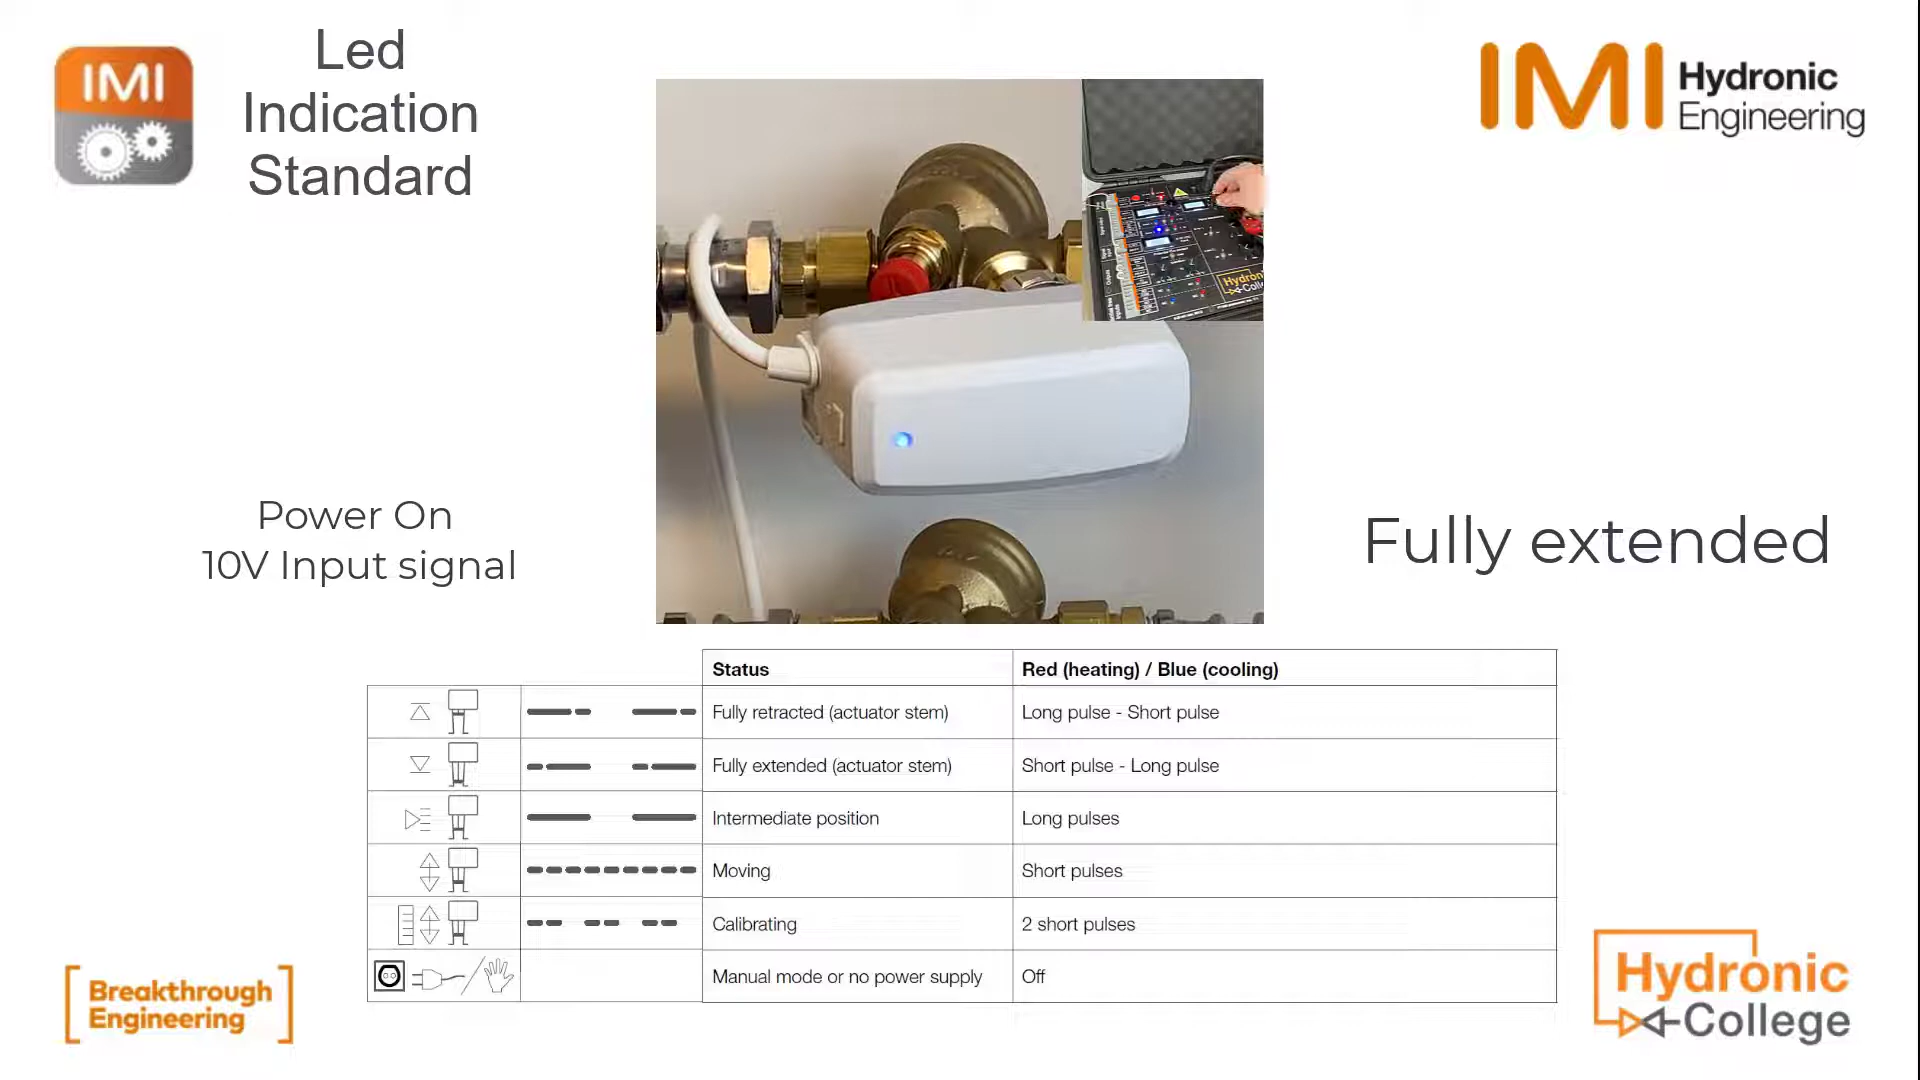 IMI
Led
Indication
Standard
IMI Hydronic
Engineering
Hydronic
College
Power On
10V Input signal
Fully extended
Status Red (heating) / Blue (cooling)
Fully retracted (actuator stem) Long pulse - Short pulse
Fully extended (actuator stem) Short pulse - Long pulse
Intermediate position Long pulses
Moving Short pulses
Calibrating 2 short pulses
Manual mode or no power supply Off
Breakthrough
Engineering
Hydronic
College